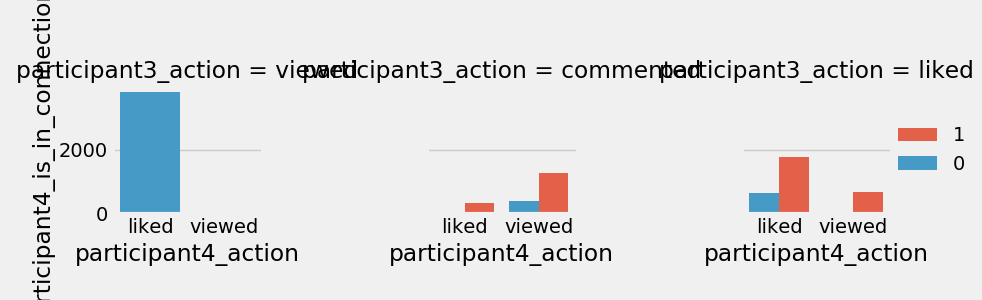 participant3_action = viewed
participant3_action = commented
participant3_action = liked
2000
0
liked viewed
liked viewed
liked viewed
participant4_action
participant4_action
participant4_action
1
0